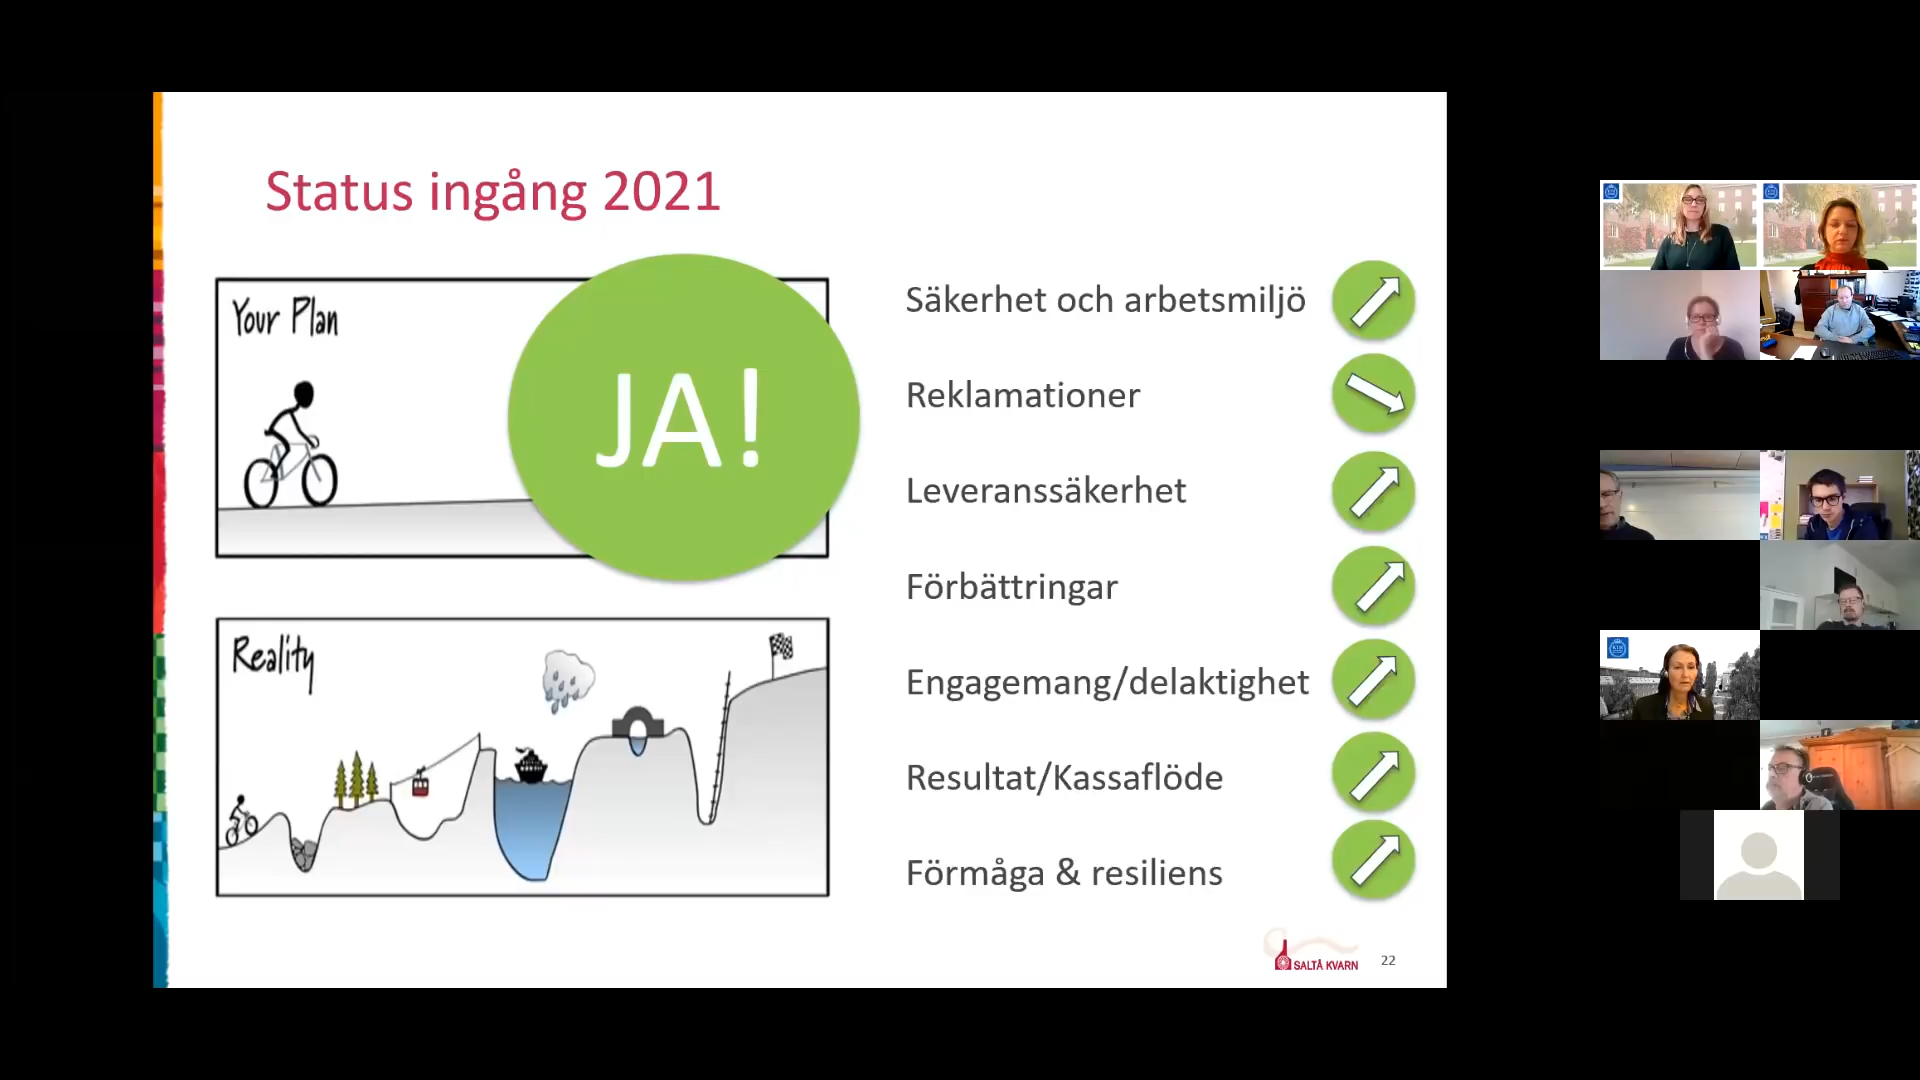 Status ingång 2021
Your Plan
JA!
Reality
Säkerhet och arbetsmiljö
Reklamationer
Leveranssäkerhet
Förbättringar
Engagemang/delaktighet
Resultat/Kassaflöde
Förmåga & resiliens
SALTÅ KVARN
22
KTH